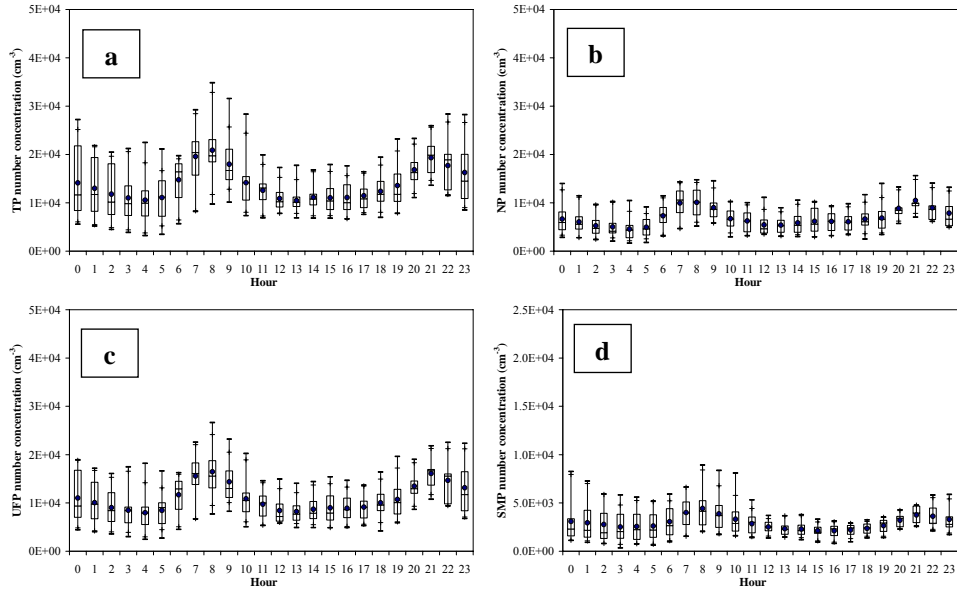 5E+04
4E+04
3E+04
2E+04
1E+04
0E+00
TP number concentration (cm-3)
a
0 1 2 3 4 5 6 7 8 9 10 11 12 13 14 15 16 17 18 19 20 21 22 23
Hour
5E+04
4E+04
3E+04
2E+04
1E+04
0E+00
NP number concentration (cm-3)
b
0 1 2 3 4 5 6 7 8 9 10 11 12 13 14 15 16 17 18 19 20 21 22 23
Hour
5E+04
4E+04
3E+04
2E+04
1E+04
0E+00
UFP number concentration (cm-3)
c
0 1 2 3 4 5 6 7 8 9 10 11 12 13 14 15 16 17 18 19 20 21 22 23
Hour
2.5E+04
2.0E+04
1.5E+04
1.0E+04
5.0E+03
0.0E+00
SMP number concentration (cm-3)
d
0 1 2 3 4 5 6 7 8 9 10 11 12 13 14 15 16 17 18 19 20 21 22 23
Hour